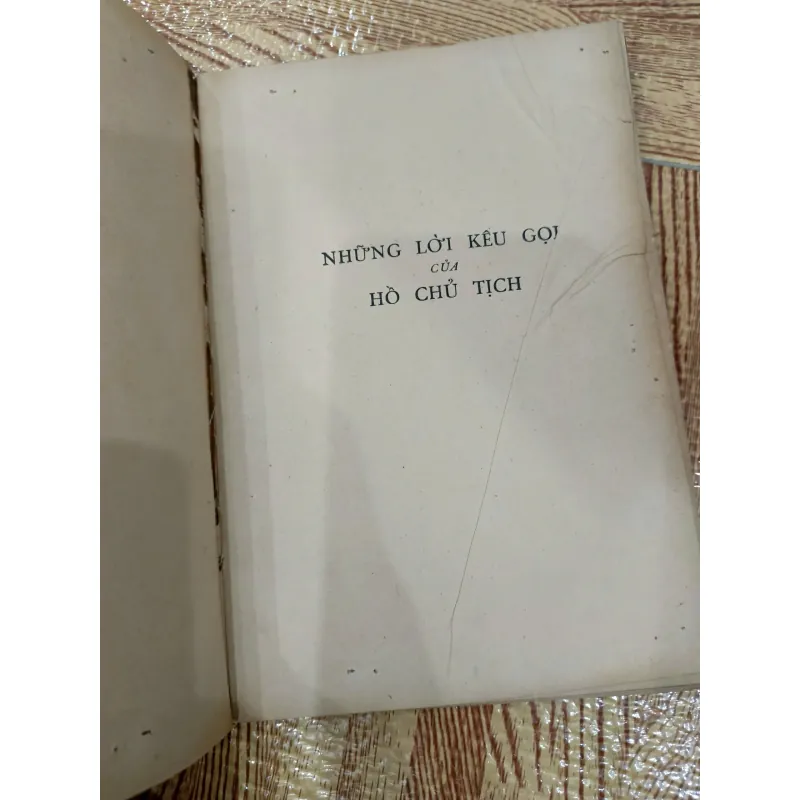 NHỮNG LỜI KÊU GỌI
CỦA
HỒ CHỦ TỊCH